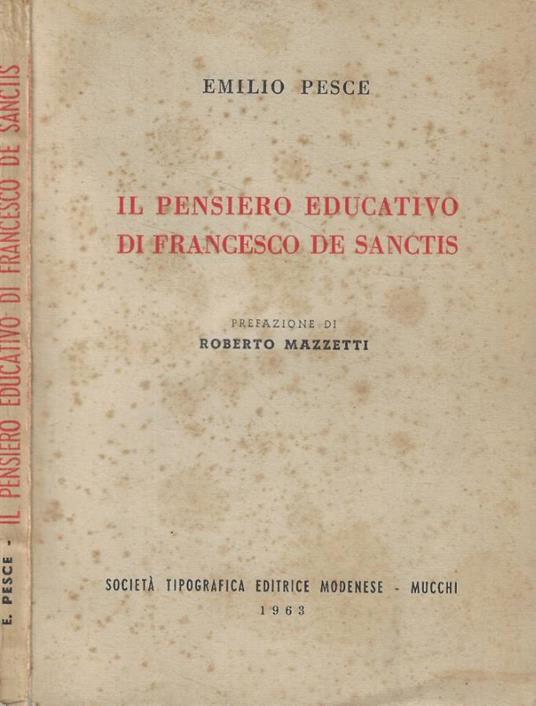 E. PESCE - IL PENSIERO EDUCATIVO DI FRANCESCO DE SANCTIS
EMILIO PESCE
IL PENSIERO EDUCATIVO
DI FRANCESCO DE SANCTIS
PREFAZIONE DI
ROBERTO MAZZETTI
SOCIETÀ TIPOGRAFICA EDITRICE MODENESE - MUCCHI
1963